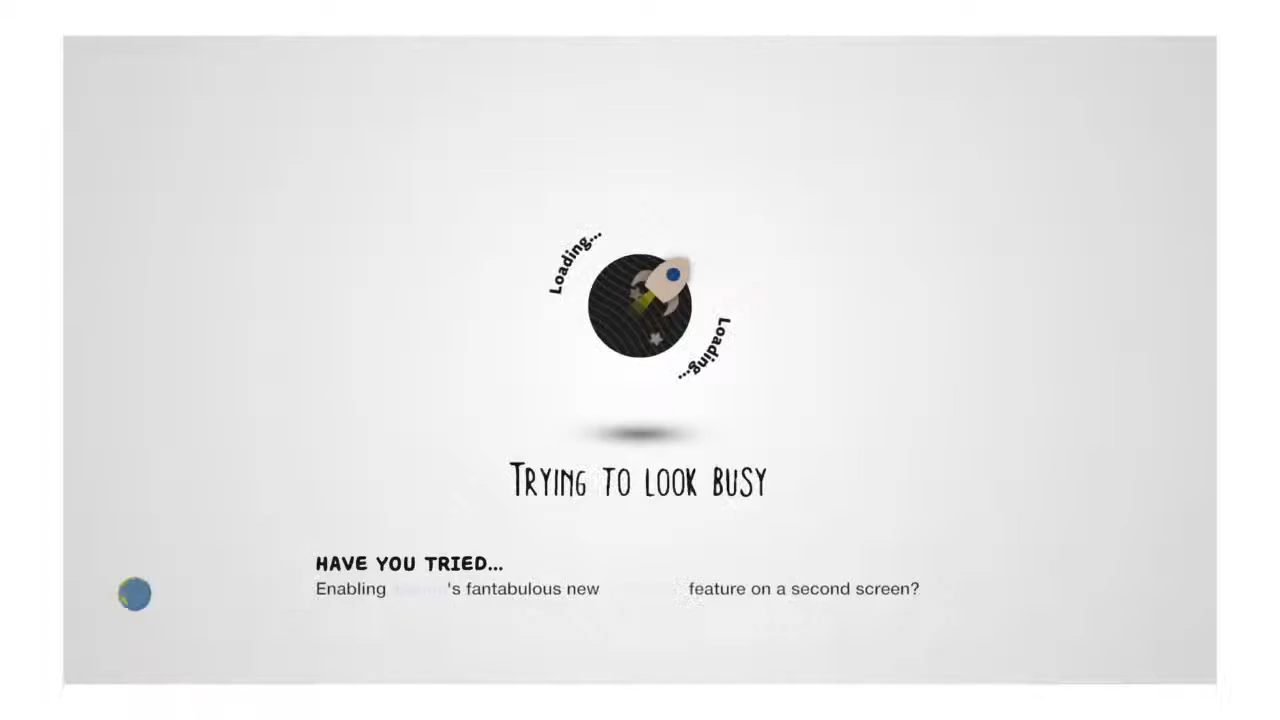 Loading...
Loading...
TRYING TO LOOK BUSY
HAVE YOU TRIED...
Enabling 's fantabulous new feature on a second screen?